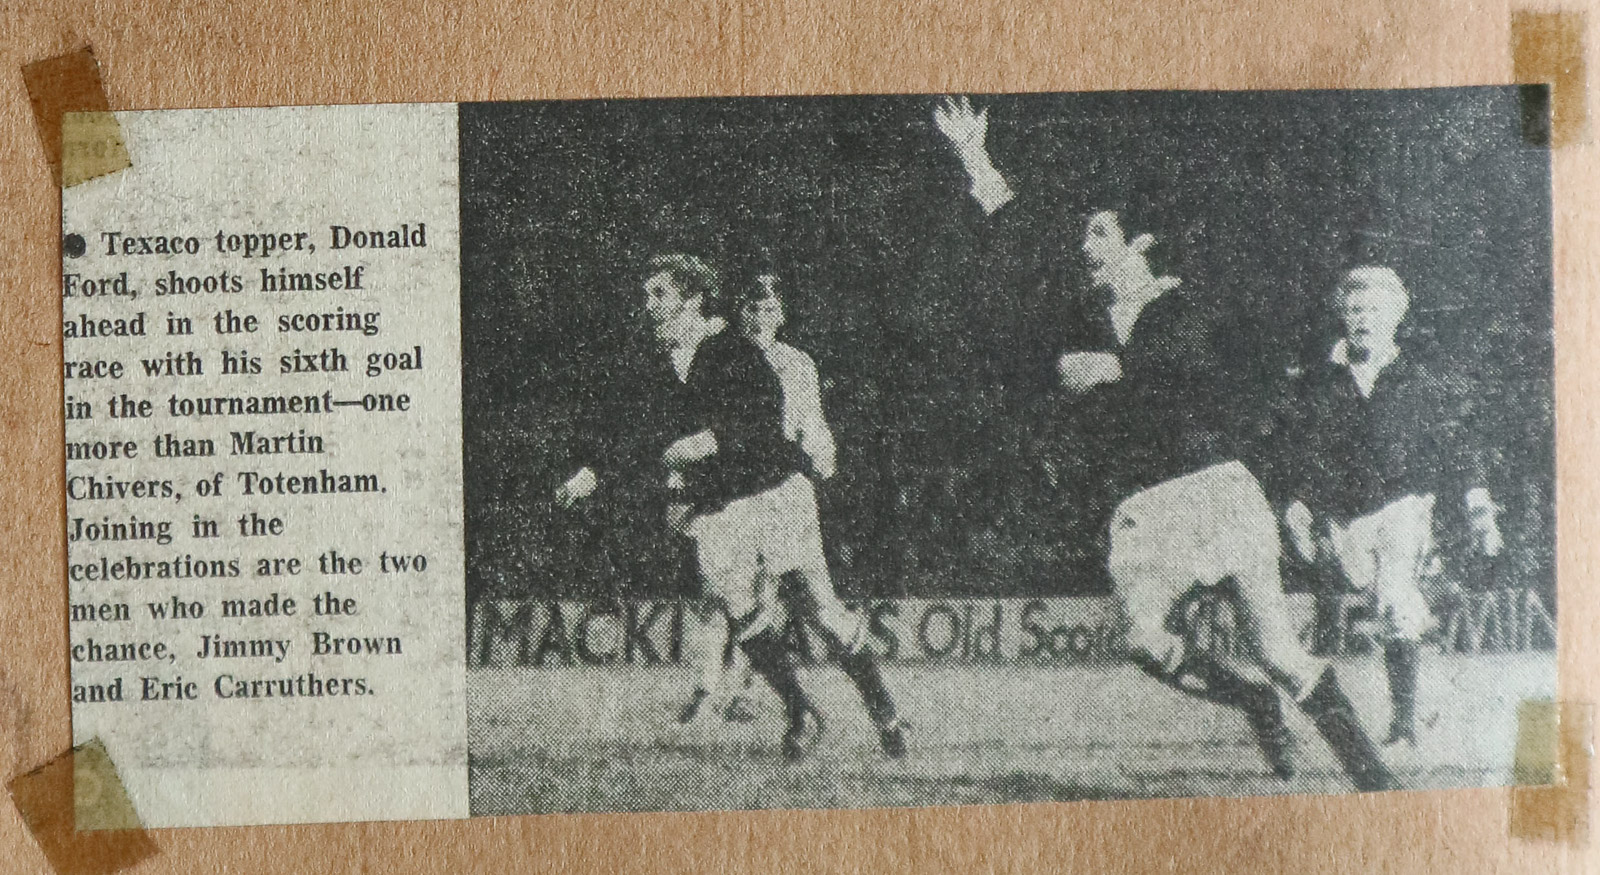 ● Texaco topper, Donald
Ford, shoots himself
ahead in the scoring
race with his sixth goal
in the tournament—one
more than Martin
Chivers, of Totenham.
Joining in the
celebrations are the two
men who made the
chance, Jimmy Brown
and Eric Carruthers.
Old